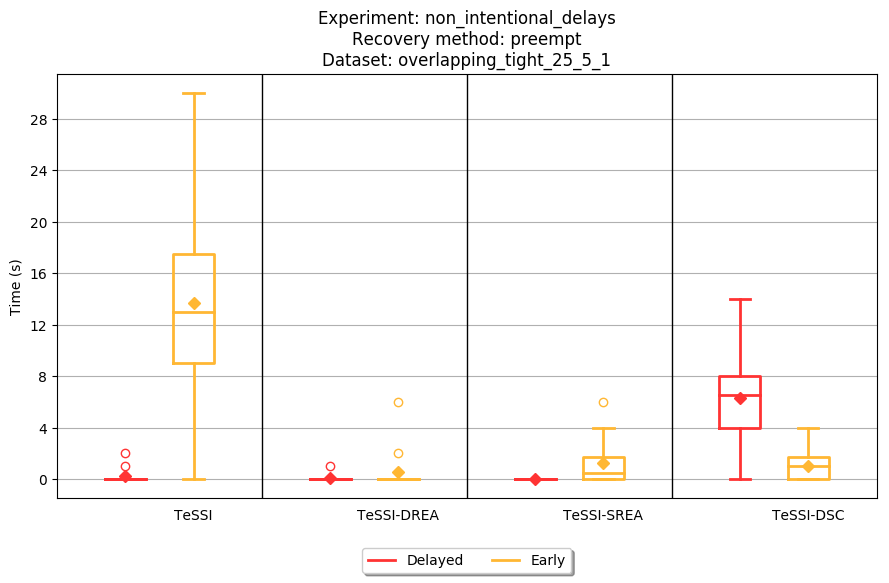 Experiment: non_intentional_delays
Recovery method: preempt
Dataset: overlapping_tight_25_5_1
Time (s)
28
24
20
16
12
8
4
0
TeSSI
TeSSI-DREA
TeSSI-SREA
TeSSI-DSC
Delayed
Early